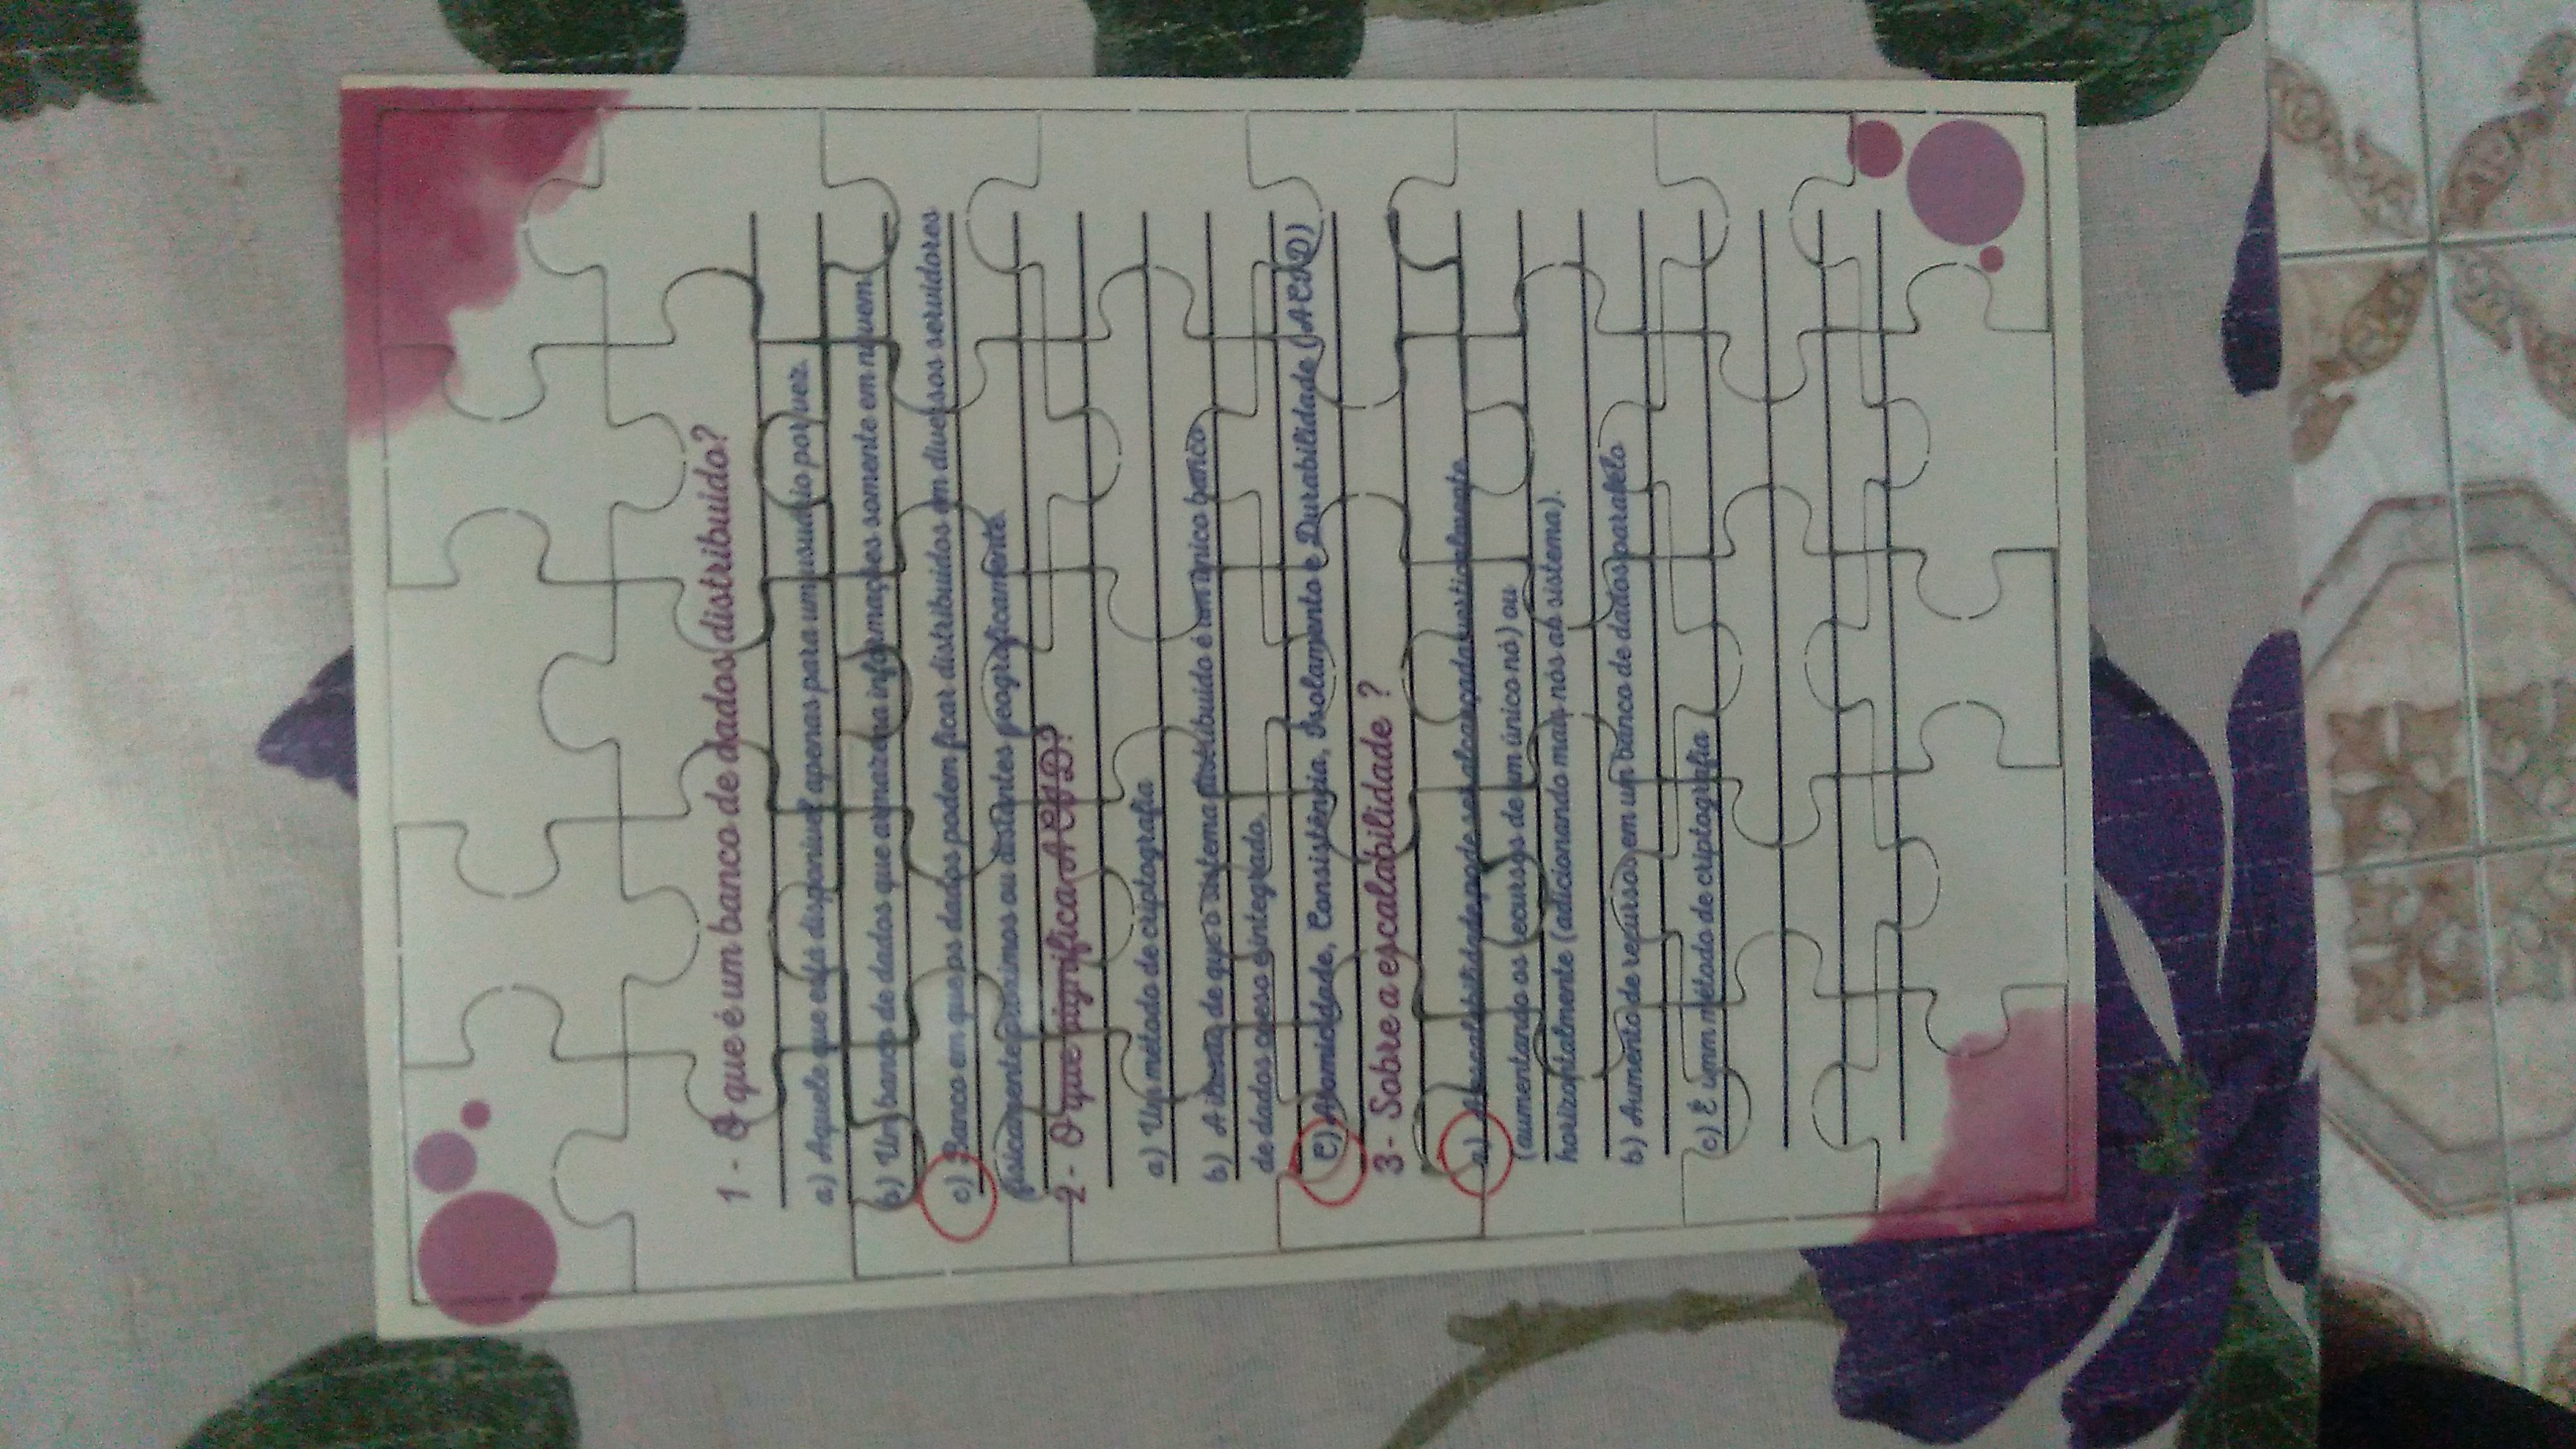 1 - O que é um banco de dados distribuido?
a) Aquele que está disponível apenas para um usuário por vez.
b) Um banco de dados que armazena informações somente em nuvem.
c) Banco em que os dados podem ficar distribuidos em diversos servidores
fisicamente próximos ou distantes geograficamente.
2 - O que significa ACID?
a) Um método de criptografia
b) A ilusão de que o sistema distribuido é um único banco
de dados coeso e integrado.
C) Atomicidade, Consistência, Isolamento e Durabilidade (ACID)
3 - Sobre a escalabilidade ?
a) A escalabilidade pode ser alcançada verticalmente
(aumentando os recursos de um único nó) ou
horizontalmente (adicionando mais nós ao sistema).
b) Aumento de recursos em um banco de dados paralelo
c) É umm método de criptografia